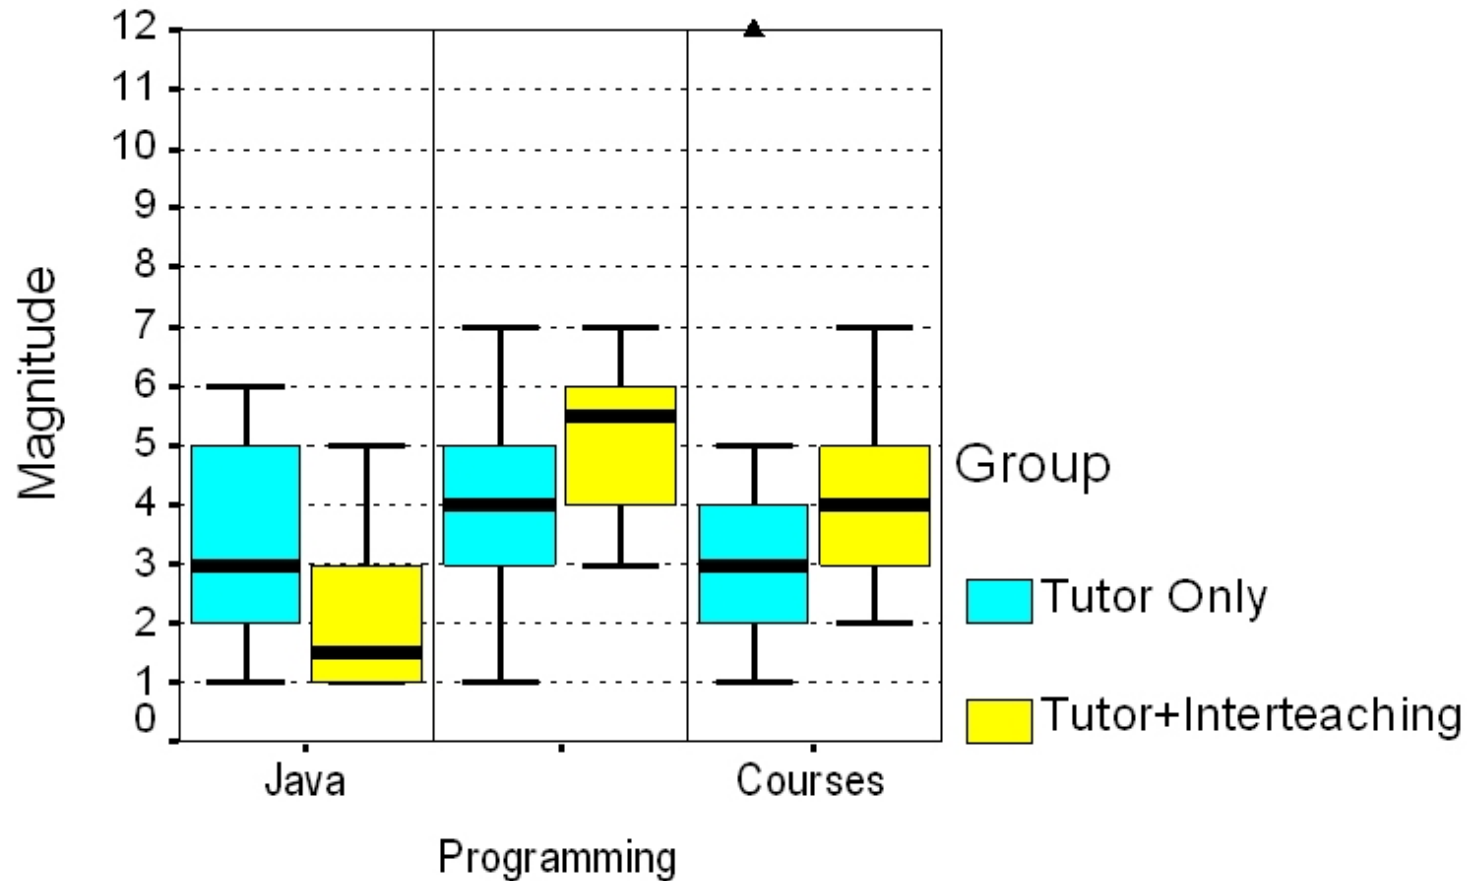 12
11
10
9
8
7
6
5
4
3
2
1
0
Magnitude
Java
Courses
Programming
Group
Tutor Only
Tutor+Interteaching